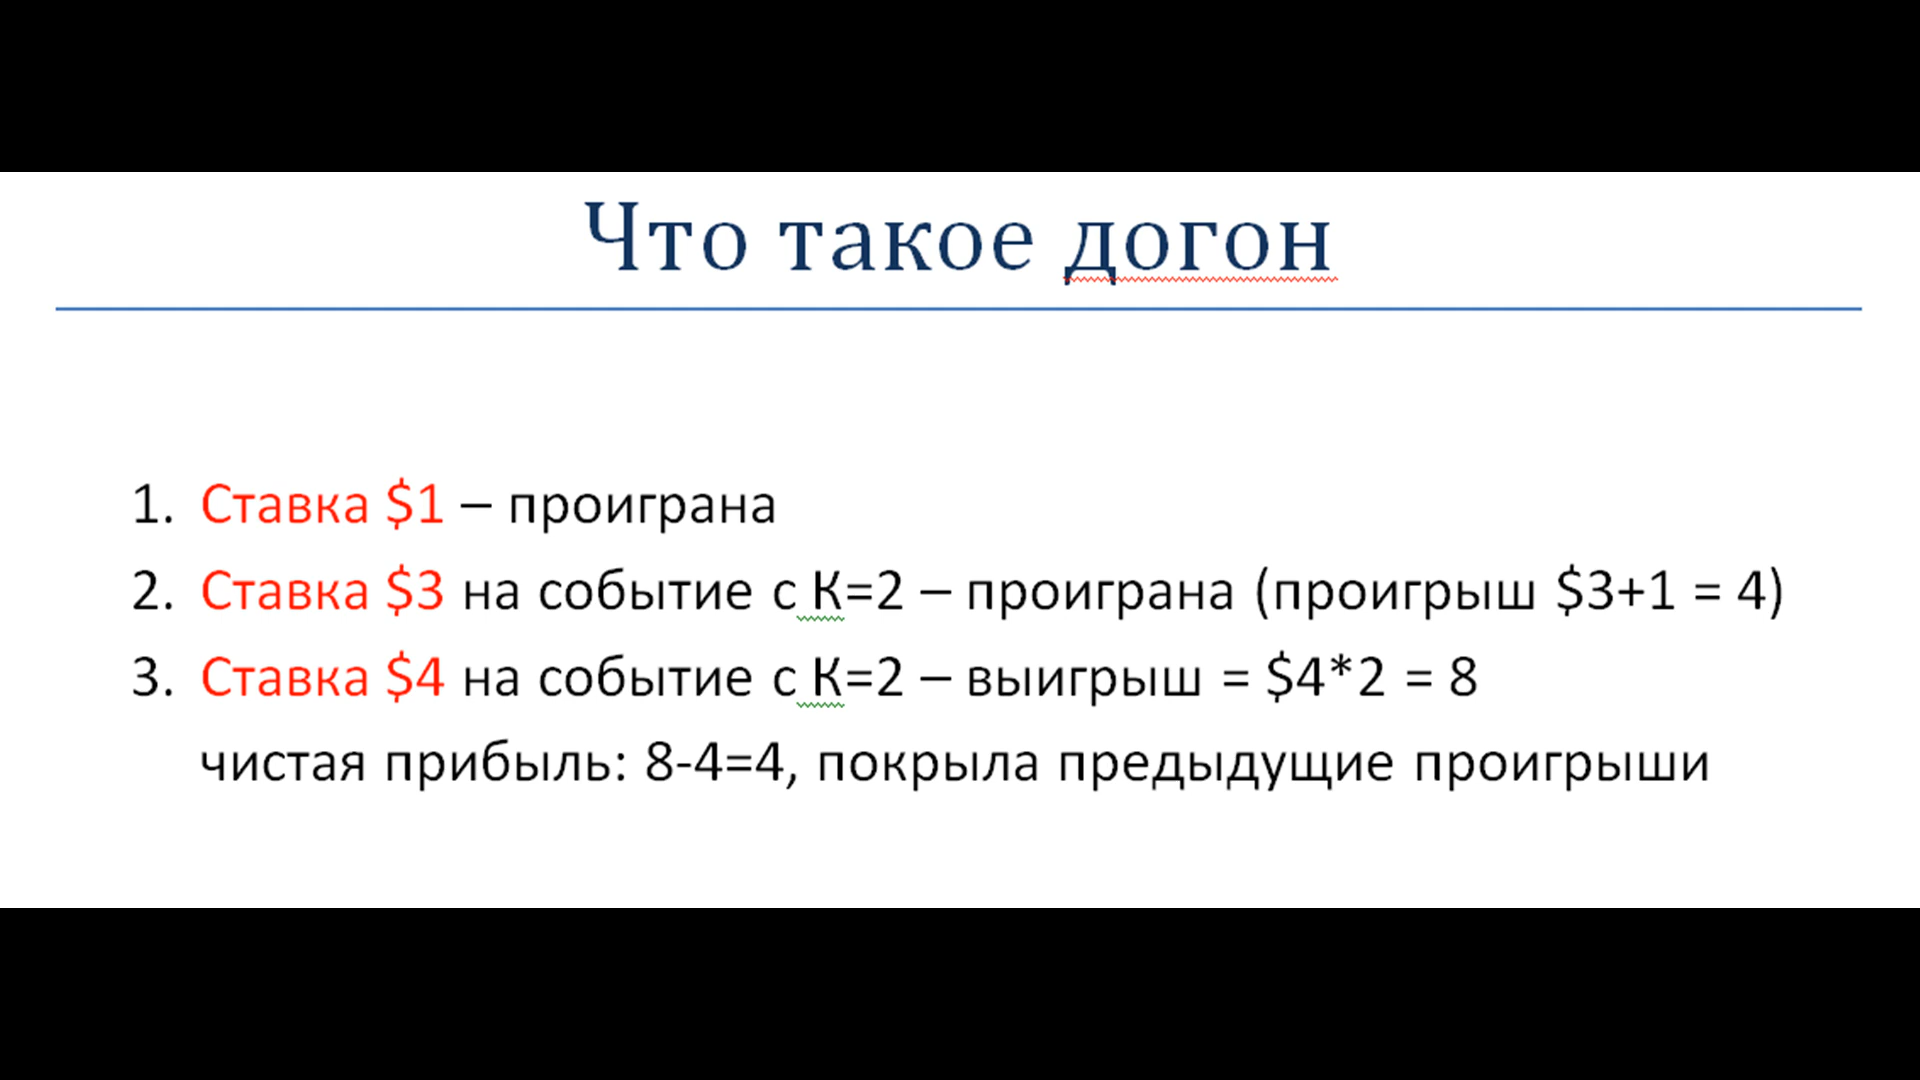 Что такое догон
1. Ставка $1 – проиграна
2. Ставка $3 на событие с К=2 – проиграна (проигрыш $3+1 = 4)
3. Ставка $4 на событие с К=2 – выигрыш = $4*2 = 8
чистая прибыль: 8-4=4, покрыла предыдущие проигрыши